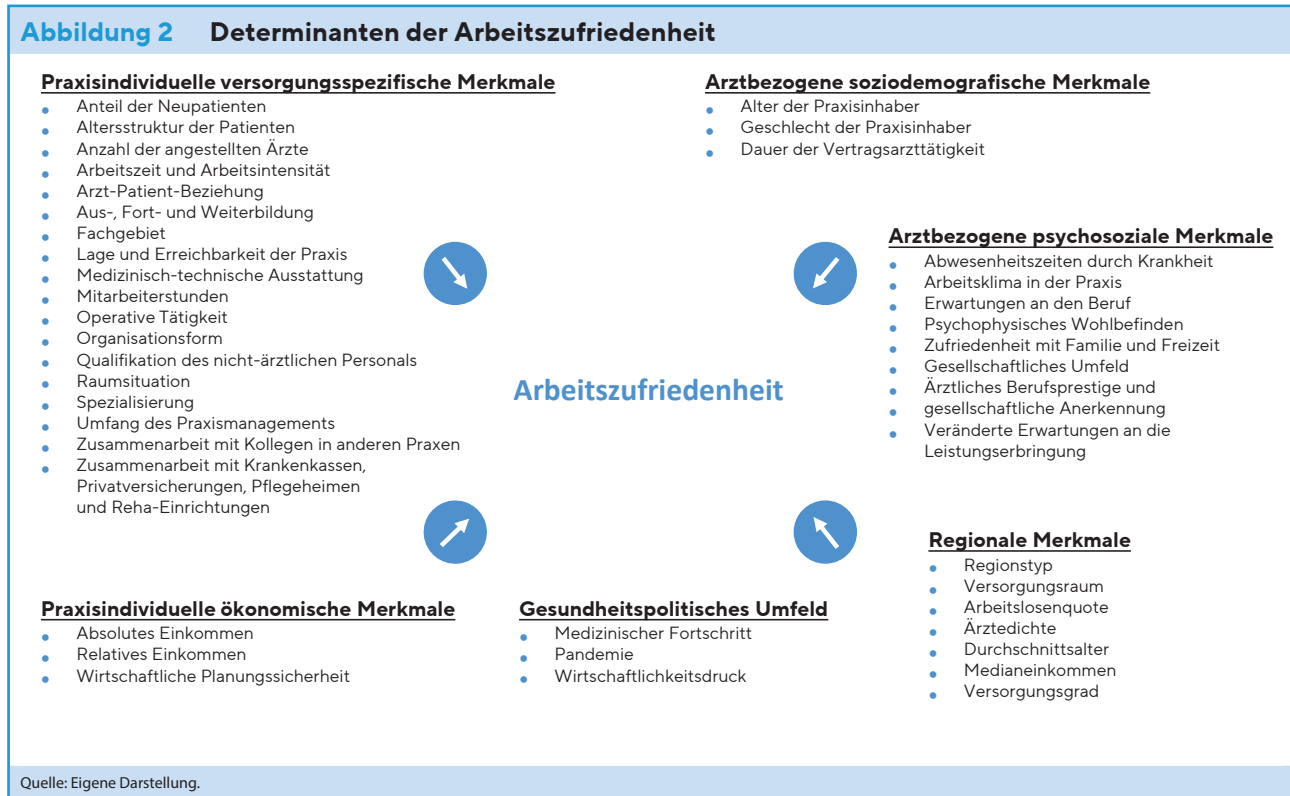 Abbildung 2 Determinanten der Arbeitszufriedenheit
Praxisindividuelle versorgungsspezifische Merkmale
• Anteil der Neupatienten
• Altersstruktur der Patienten
• Anzahl der angestellten Ärzte
• Arbeitszeit und Arbeitsintensität
• Arzt-Patient-Beziehung
• Aus-, Fort- und Weiterbildung
• Fachgebiet
• Lage und Erreichbarkeit der Praxis
• Medizinisch-technische Ausstattung
• Mitarbeiterstunden
• Operative Tätigkeit
• Organisationsform
• Qualifikation des nicht-ärztlichen Personals
• Raumsituation
• Spezialisierung
• Umfang des Praxismanagements
• Zusammenarbeit mit Kollegen in anderen Praxen
• Zusammenarbeit mit Krankenkassen,
Privatversicherungen, Pflegeheimen
und Reha-Einrichtungen
Arztbezogene soziodemografische Merkmale
• Alter der Praxisinhaber
• Geschlecht der Praxisinhaber
• Dauer der Vertragsarzttätigkeit
Arztbezogene psychosoziale Merkmale
• Abwesenheitszeiten durch Krankheit
• Arbeitsklima in der Praxis
• Erwartungen an den Beruf
• Psychophysisches Wohlbefinden
• Zufriedenheit mit Familie und Freizeit
• Gesellschaftliches Umfeld
• Ärztliches Berufsprestige und
• gesellschaftliche Anerkennung
• Veränderte Erwartungen an die
Leistungserbringung
Arbeitszufriedenheit
Praxisindividuelle ökonomische Merkmale
• Absolutes Einkommen
• Relatives Einkommen
• Wirtschaftliche Planungssicherheit
Gesundheitspolitisches Umfeld
• Medizinischer Fortschritt
• Pandemie
• Wirtschaftlichkeitsdruck
Regionale Merkmale
• Regionstyp
• Versorgungsraum
• Arbeitslosenquote
• Ärztedichte
• Durchschnittsalter
• Medianeinkommen
• Versorgungsgrad
Quelle: Eigene Darstellung.